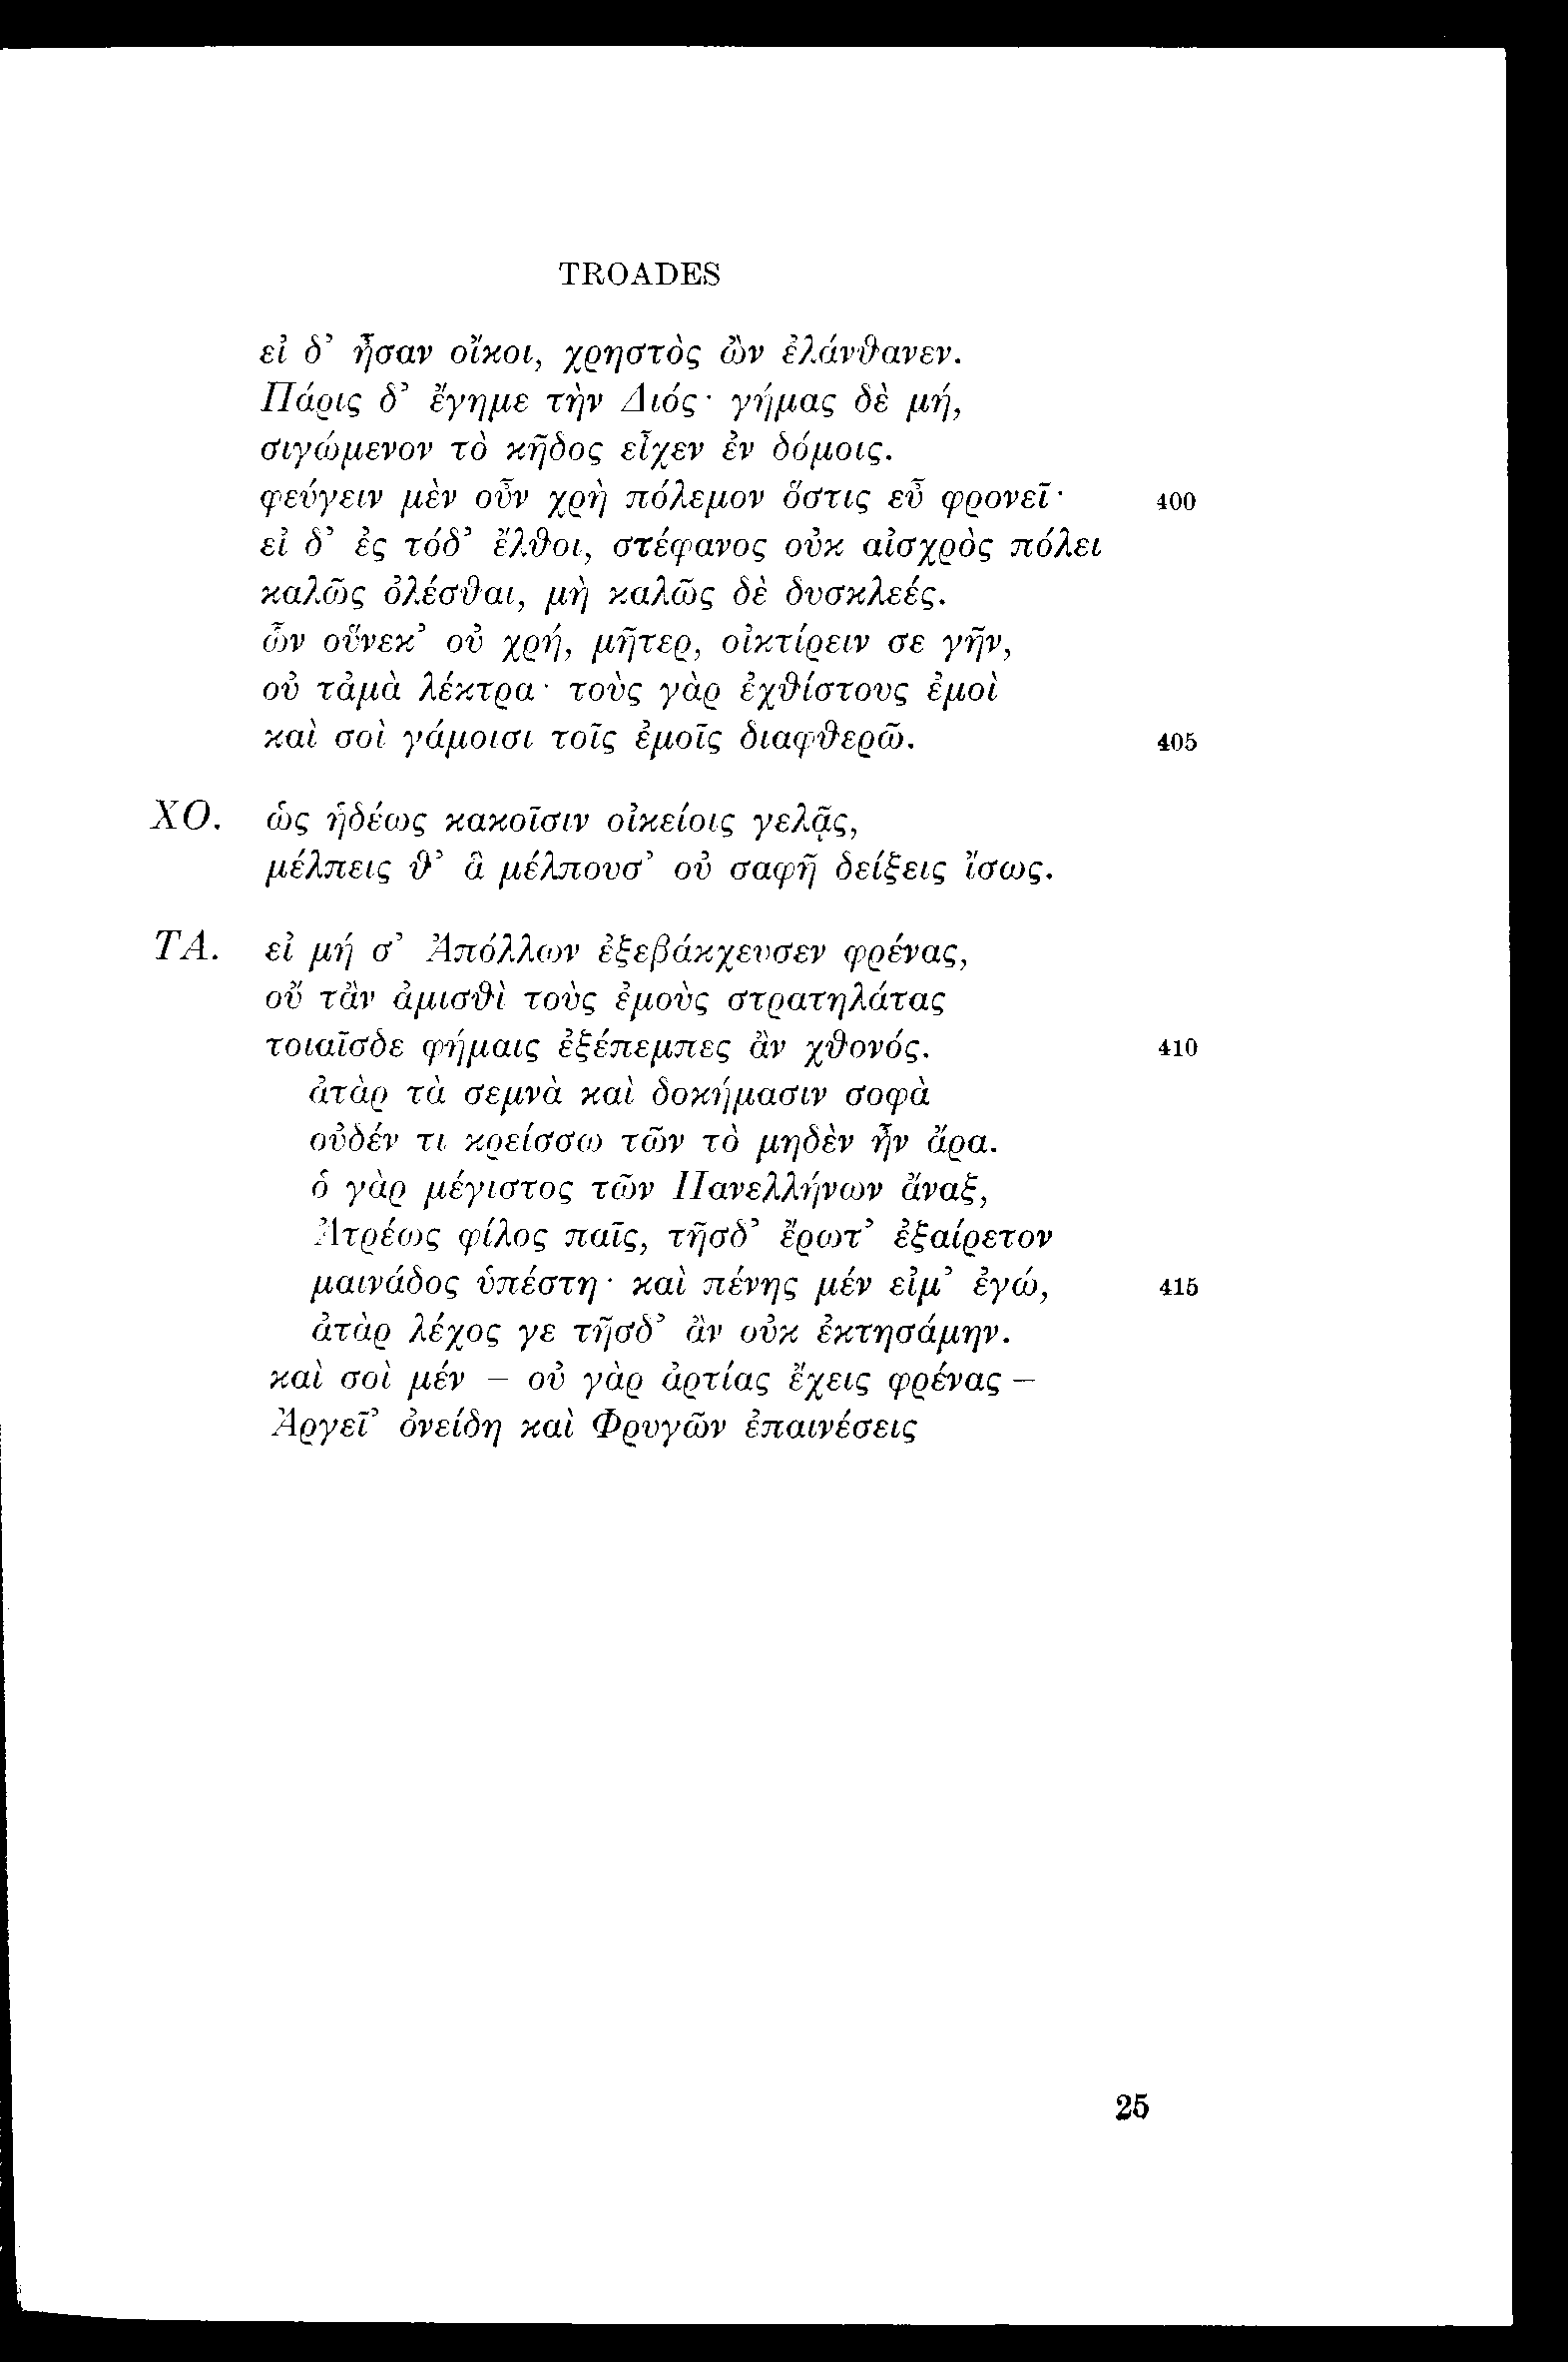 TROADES
εἰ δ’ ἦσαν οἴκοι, χρηστὸς ὢν ἐλάνθανεν.
Πάρις δ’ ἔγημε τὴν Διός· γήμας δὲ μή,
σιγώμενον τὸ κῆδος εἶχεν ἐν δόμοις.
φεύγειν μὲν οὖν χρὴ πόλεμον ὅστις εὖ φρονεῖ· 400
εἰ δ’ ἐς τόδ’ ἔλθοι, στέφανος οὐκ αἰσχρὸς πόλει
καλῶς ὀλέσθαι, μὴ καλῶς δὲ δυσκλεές.
ὧν οὕνεκ’ οὐ χρή, μῆτερ, οἰκτίρειν σε γῆν,
οὐ τἀμὰ λέκτρα· τοὺς γὰρ ἐχθίστους ἐμοὶ
καὶ σοὶ γάμοισι τοῖς ἐμοῖς διαφθερῶ. 405
ΧΟ. ὡς ἡδέως κακοῖσιν οἰκείοις γελᾷς,
μέλπεις θ’ ἃ μέλπουσ’ οὐ σαφῆ δείξεις ἴσως.
ΤΑ. εἰ μή σ’ Ἀπόλλων ἐξεβάκχευσεν φρένας,
οὔ τἂν ἀμισθὶ τοὺς ἐμοὺς στρατηλάτας
τοιαῖσδε φήμαις ἐξέπεμπες ἂν χθονός. 410
ἀτὰρ τὰ σεμνὰ καὶ δοκήμασιν σοφὰ
οὐδέν τι κρείσσω τῶν τὸ μηδὲν ἦν ἄρα.
ὁ γὰρ μέγιστος τῶν Πανελλήνων ἄναξ,
Ἀτρέως φίλος παῖς, τῆσδ’ ἔρωτ’ ἐξαίρετον
μαινάδος ὑπέστη· καὶ πένης μέν εἰμ’ ἐγώ, 415
ἀτὰρ λέχος γε τῆσδ’ ἂν οὐκ ἐκτησάμην.
καὶ σοὶ μέν – οὐ γὰρ ἀρτίας ἔχεις φρένας –
Ἀργεῖ’ ὀνείδη καὶ Φρυγῶν ἐπαινέσεις
25